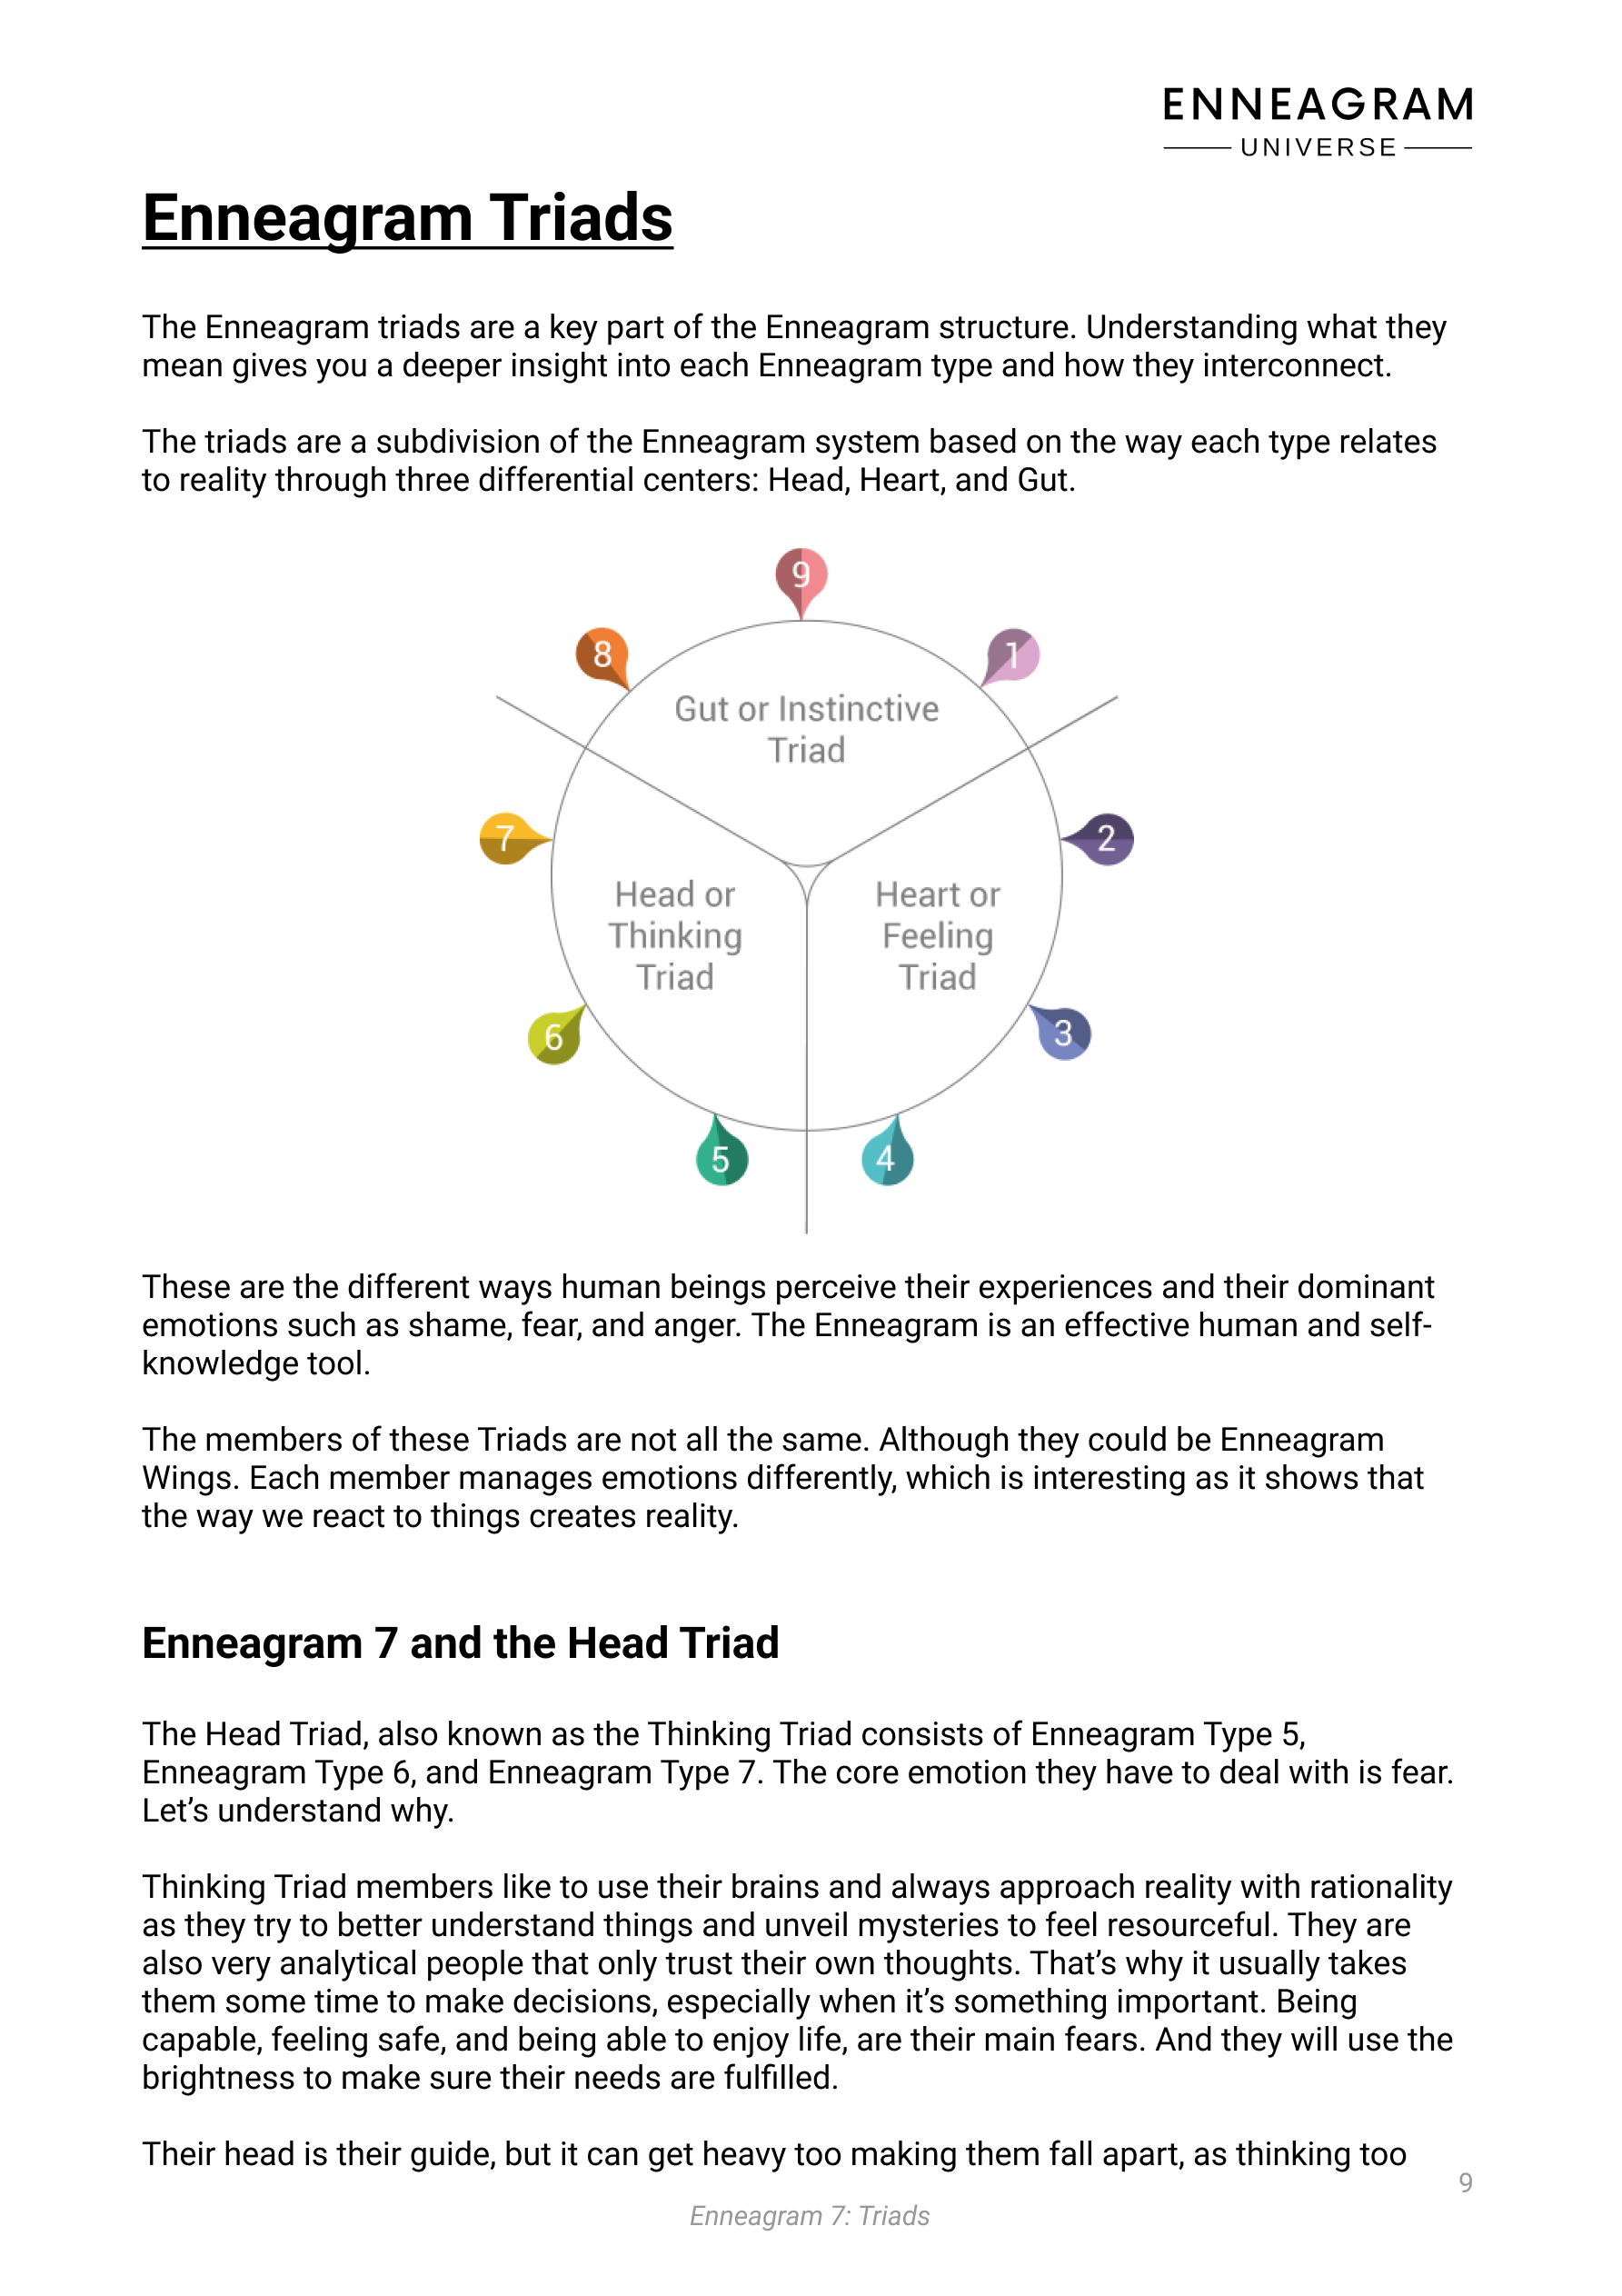 ENNEAGRAM
UNIVERSE
Enneagram Triads
The Enneagram triads are a key part of the Enneagram structure. Understanding what they
mean gives you a deeper insight into each Enneagram type and how they interconnect.
The triads are a subdivision of the Enneagram system based on the way each type relates
to reality through three differential centers: Head, Heart, and Gut.
9
8
1
Gut or Instinctive
Triad
7
2
Head or
Thinking
Triad
Heart or
Feeling
Triad
6
3
5
4
These are the different ways human beings perceive their experiences and their dominant
emotions such as shame, fear, and anger. The Enneagram is an effective human and self-
knowledge tool.
The members of these Triads are not all the same. Although they could be Enneagram
Wings. Each member manages emotions differently, which is interesting as it shows that
the way we react to things creates reality.
Enneagram 7 and the Head Triad
The Head Triad, also known as the Thinking Triad consists of Enneagram Type 5,
Enneagram Type 6, and Enneagram Type 7. The core emotion they have to deal with is fear.
Let’s understand why.
Thinking Triad members like to use their brains and always approach reality with rationality
as they try to better understand things and unveil mysteries to feel resourceful. They are
also very analytical people that only trust their own thoughts. That’s why it usually takes
them some time to make decisions, especially when it’s something important. Being
capable, feeling safe, and being able to enjoy life, are their main fears. And they will use the
brightness to make sure their needs are fulfilled.
Their head is their guide, but it can get heavy too making them fall apart, as thinking too
9
Enneagram 7: Triads